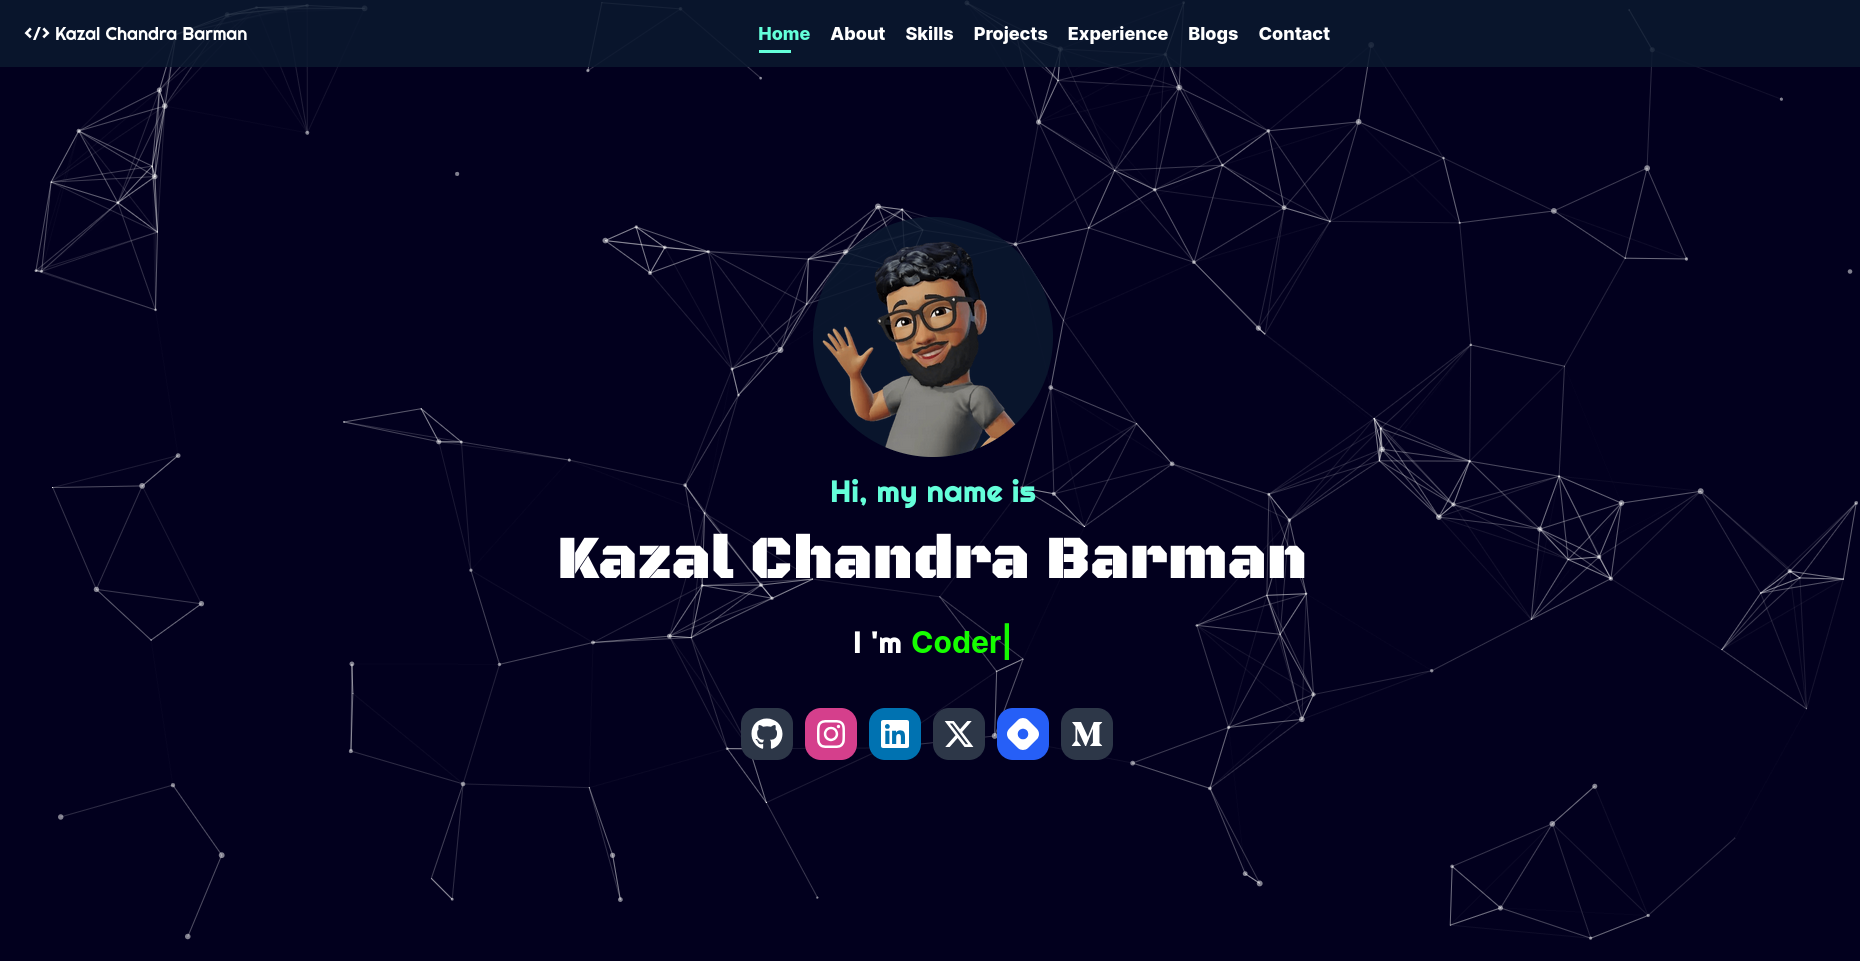 </> Kazal Chandra Barman
Home About Skills Projects Experience Blogs Contact
Hi, my name is
Kazal Chandra Barman
I 'm Coder|